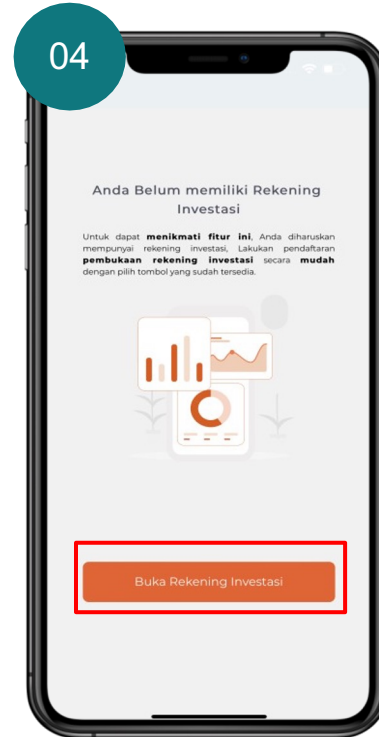 04
Anda Belum memiliki Rekening
Investasi
Untuk dapat menikmati fitur ini, Anda diharuskan
mempunyai rekening investasi, Lakukan pendaftaran
pembukaan rekening investasi secara mudah
dengan pilih tombol yang sudah tersedia.
Buka Rekening Investasi